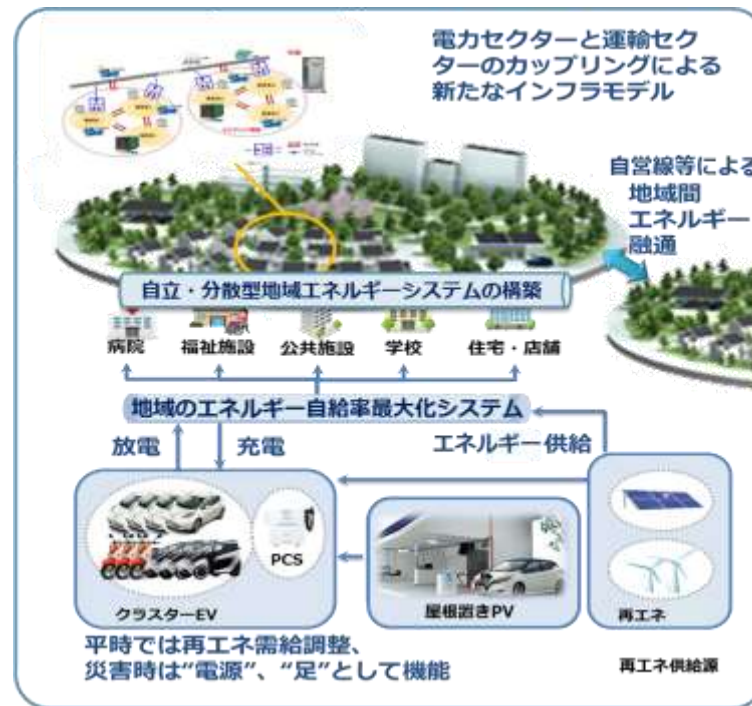 電力セクターと運輸セク
ターのカップリングによる
新たなインフラモデル
自営線等による
地域間
エネルギー
融通
自立・分散型地域エネルギーシステムの構築
病院
福祉施設
公共施設
学校
住宅・店舗
地域のエネルギー自給率最大化システム
放電
充電
エネルギー供給
PCS
クラスターEV
屋根置きPV
再エネ
平時では再エネ需給調整、
災害時は“電源”、“足”として機能
再エネ供給源